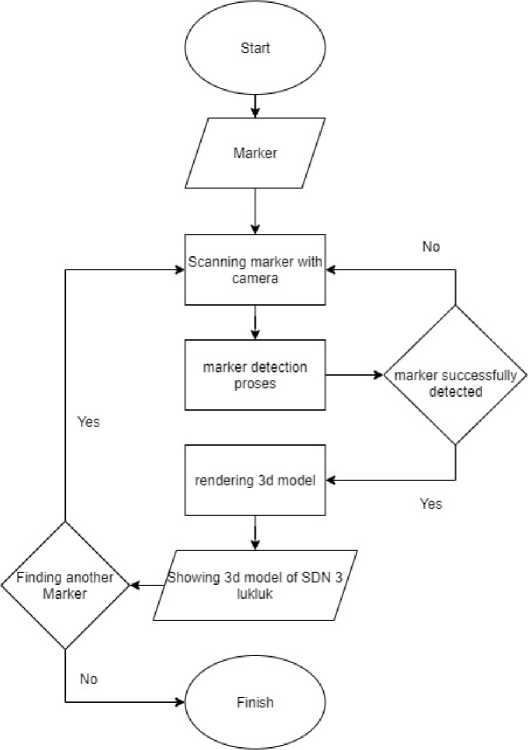 Start
Marker
Scanning marker with
camera
No
marker detection
proses
marker successfully
detected
Yes
rendering 3d model
Yes
Finding another
Marker
Showing 3d model of SDN 3
lukluk
No
Finish